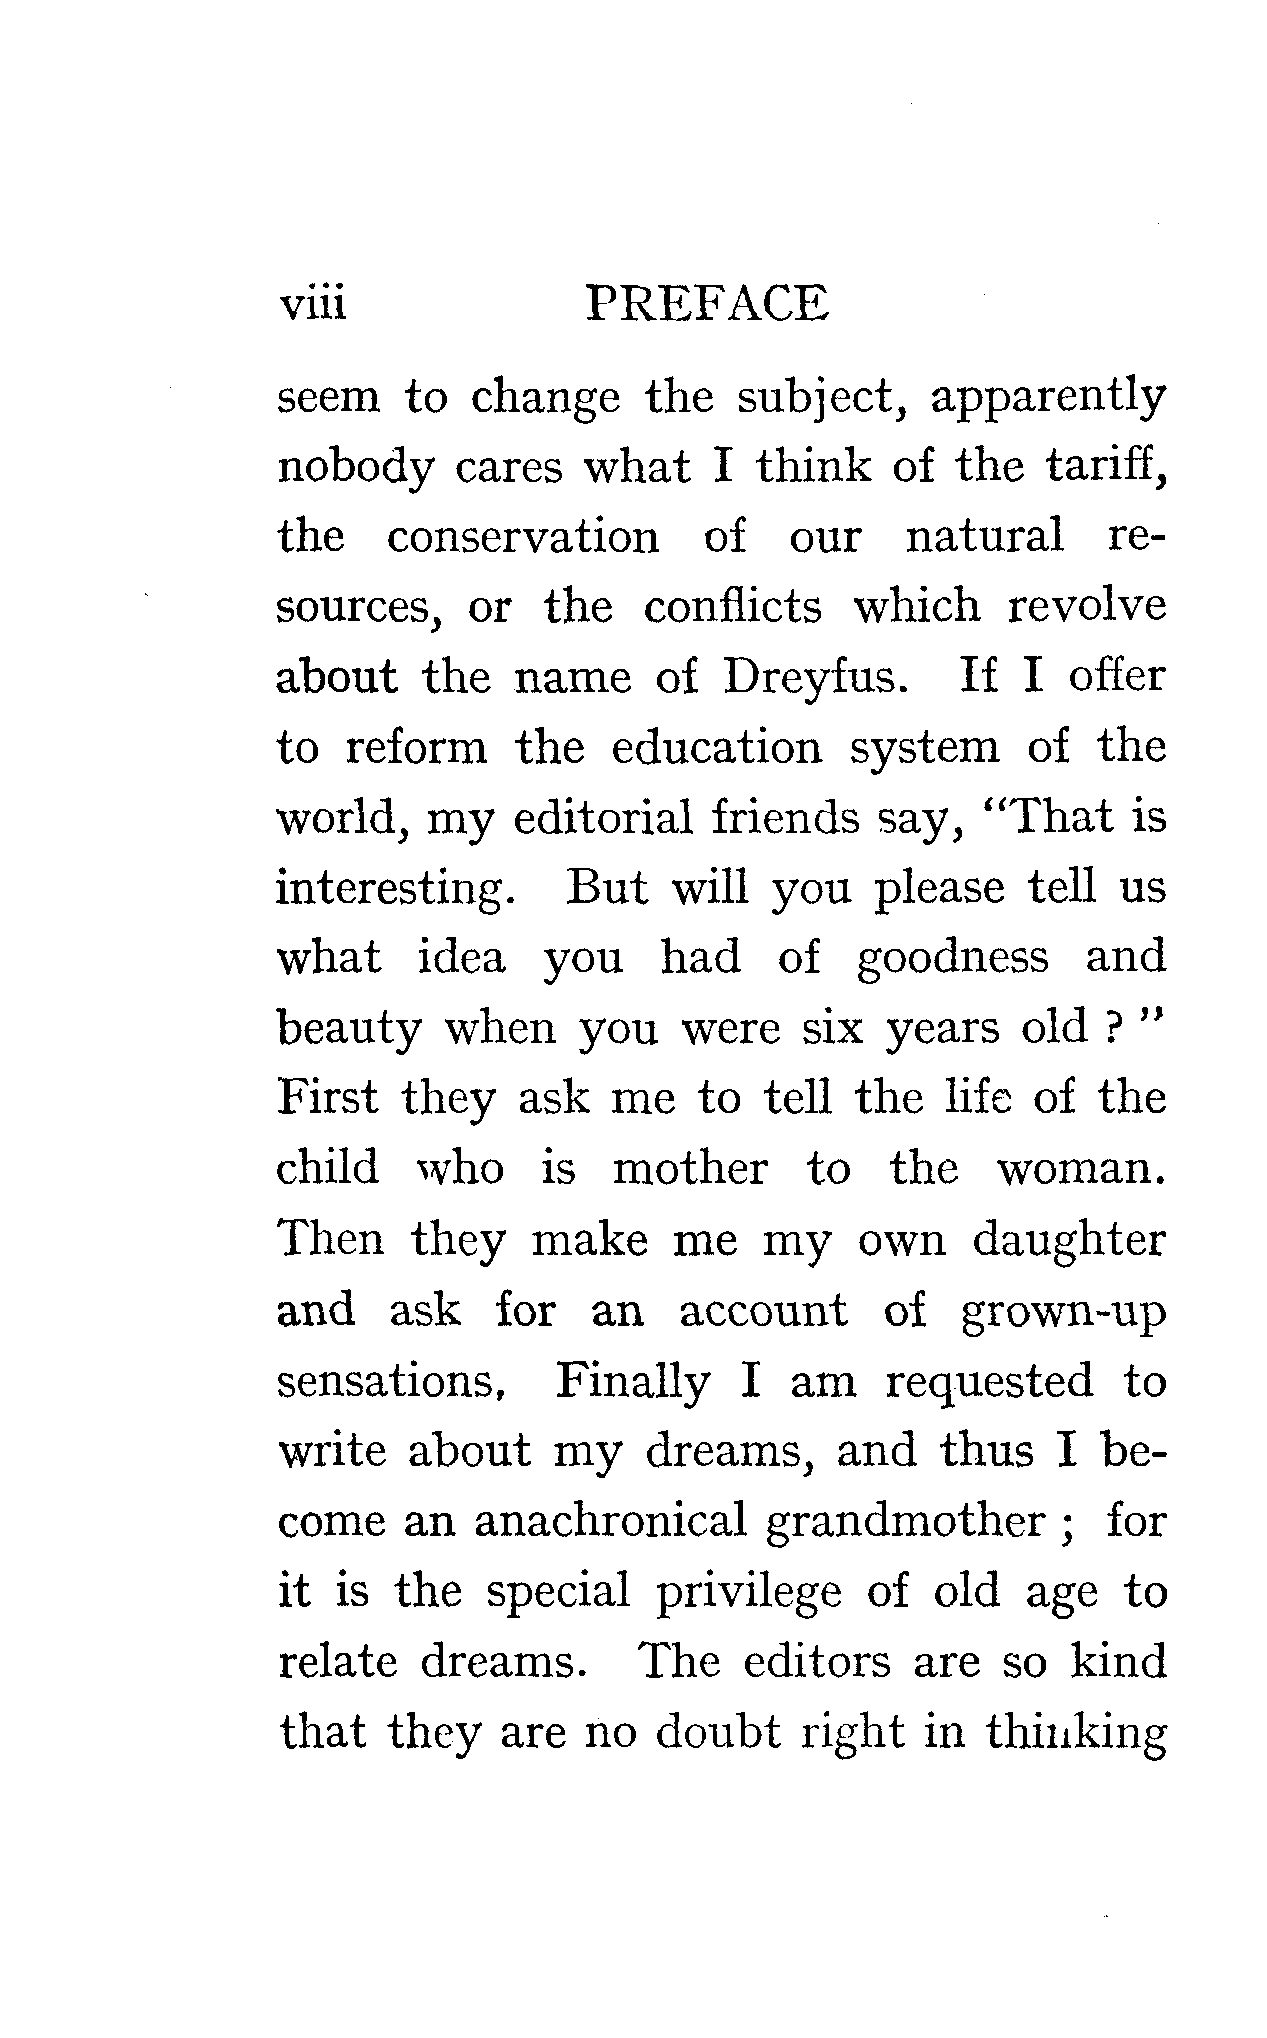 viii PREFACE
seem to change the subject, apparently
nobody cares what I think of the tariff,
the conservation of our natural re-
sources, or the conflicts which revolve
about the name of Dreyfus. If I offer
to reform the education system of the
world, my editorial friends say, “That is
interesting. But will you please tell us
what idea you had of goodness and
beauty when you were six years old ? ”
First they ask me to tell the life of the
child who is mother to the woman.
Then they make me my own daughter
and ask for an account of grown-up
sensations, Finally I am requested to
write about my dreams, and thus I be-
come an anachronical grandmother ; for
it is the special privilege of old age to
relate dreams. The editors are so kind
that they are no doubt right in thinking